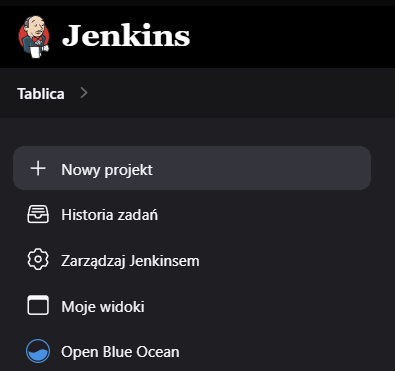 Jenkins
Tablica
Nowy projekt
Historia zadań
Zarządzaj Jenkinsem
Moje widoki
Open Blue Ocean